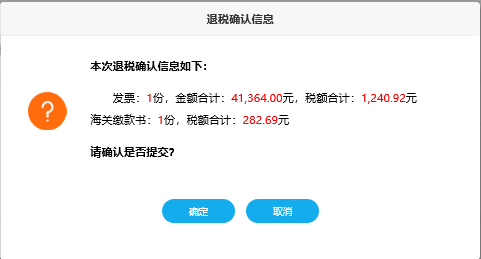 退税确认信息
本次退税确认信息如下：
发票：1份，金额合计：41,364.00元，税额合计：1,240.92元
海关缴款书：1份，税额合计：282.69元
请确认是否提交?
确定
取消